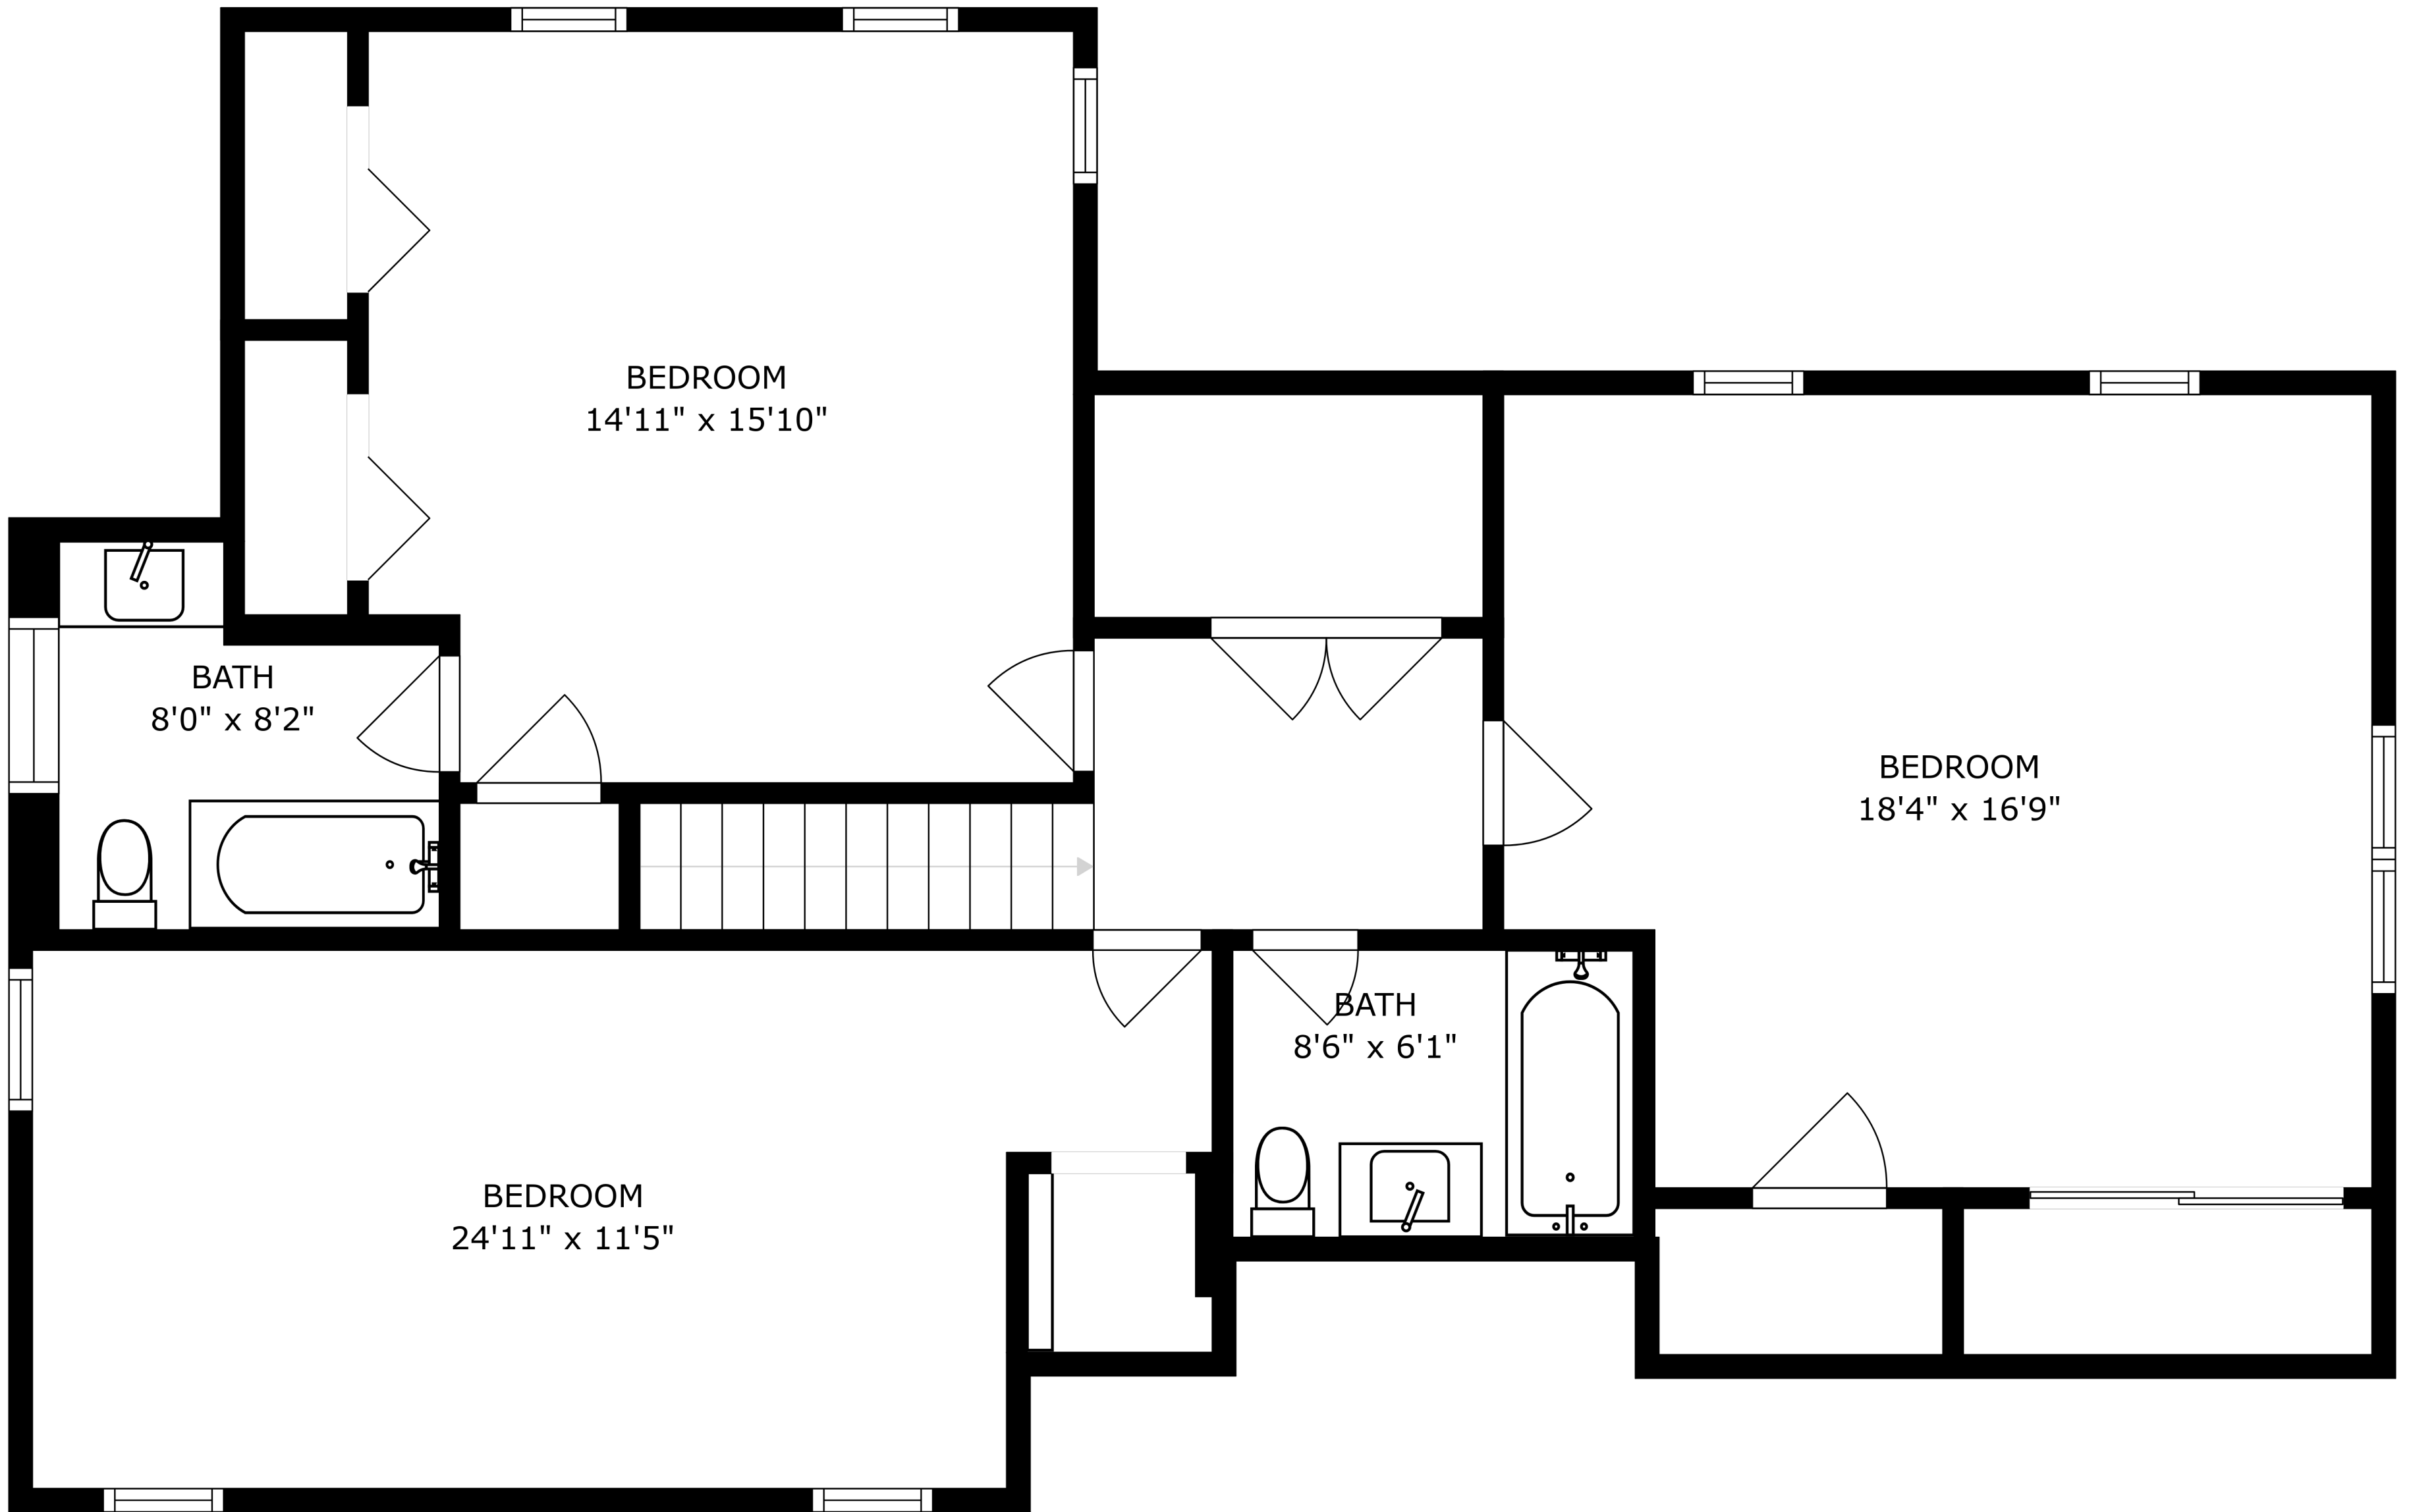 BEDROOM
14'11" x 15'10"
BATH
8'0" x 8'2"
BEDROOM
18'4" x 16'9"
BATH
8'6" x 6'1"
BEDROOM
24'11" x 11'5"